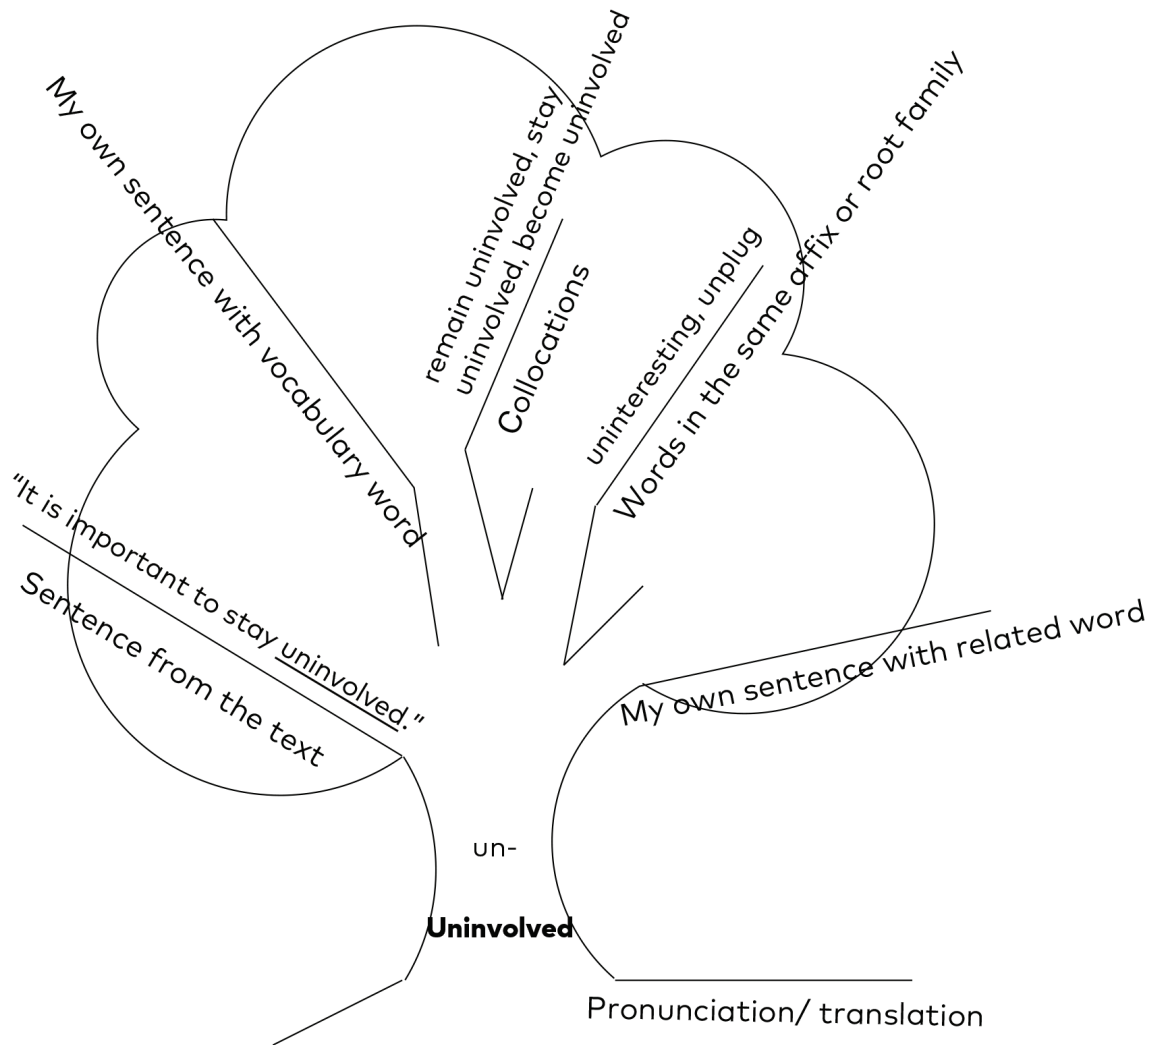 My own sentence with vocabulary word
remain uninvolved, stay
uninvolved, become uninvolved
Collocations
uninteresting, unplug
Words in the same affix or root family
"It is important to stay uninvolved."
Sentence from the text
My own sentence with related word
un-
Uninvolved
Pronunciation/ translation